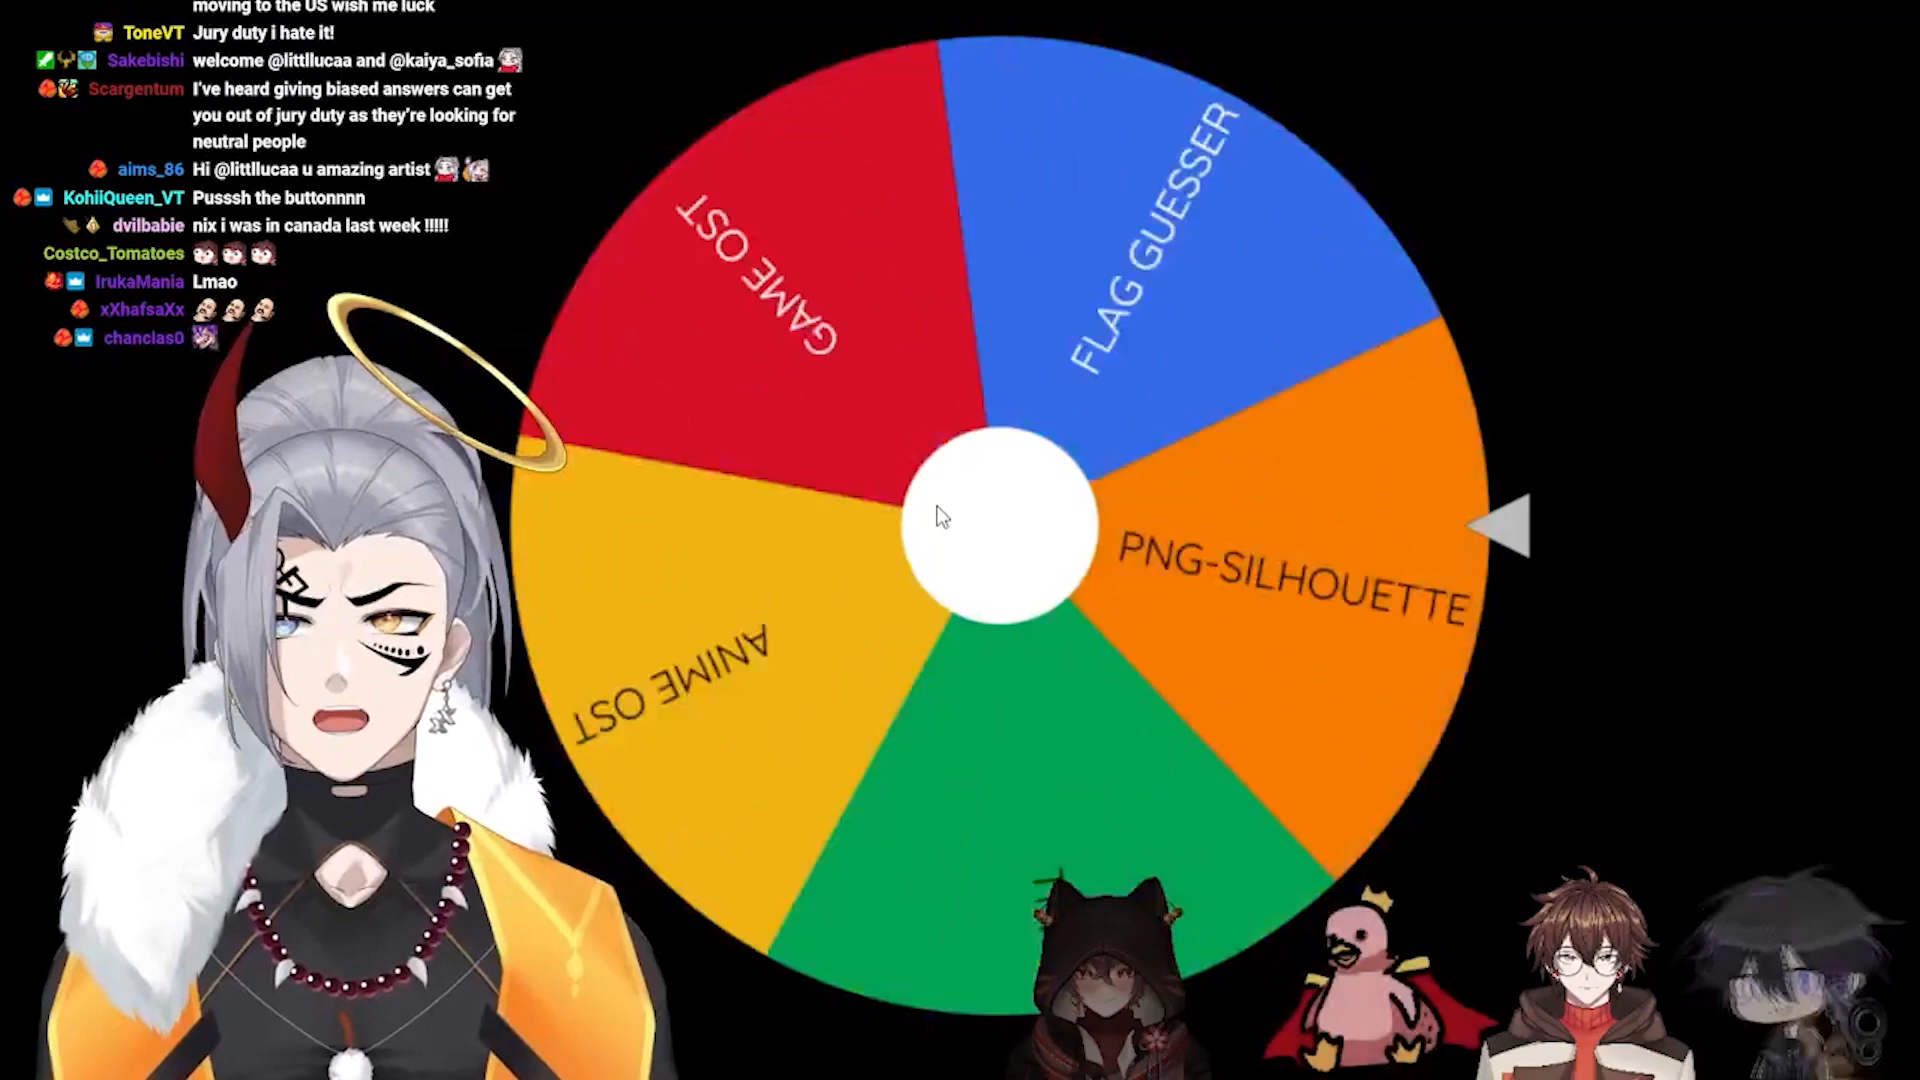 moving to the US wish me luck
ToneVT Jury duty i hate it!
Sakebishi welcome @littllucaa and @kaiya_sofia
Scargentum I've heard giving biased answers can get
you out of jury duty as they're looking for
neutral people
aims_86 Hi @littllucaa u amazing artist
KohiiQueen_VT Pusssh the buttonnnn
dvilbabie nix i was in canada last week !!!!!
Costco_Tomatoes
IrukaMania Lmao
xXhafsaXx
chanclas0
GAME OST
FLAG GUESSER
PNG-SILHOUETTE
ANIME OST